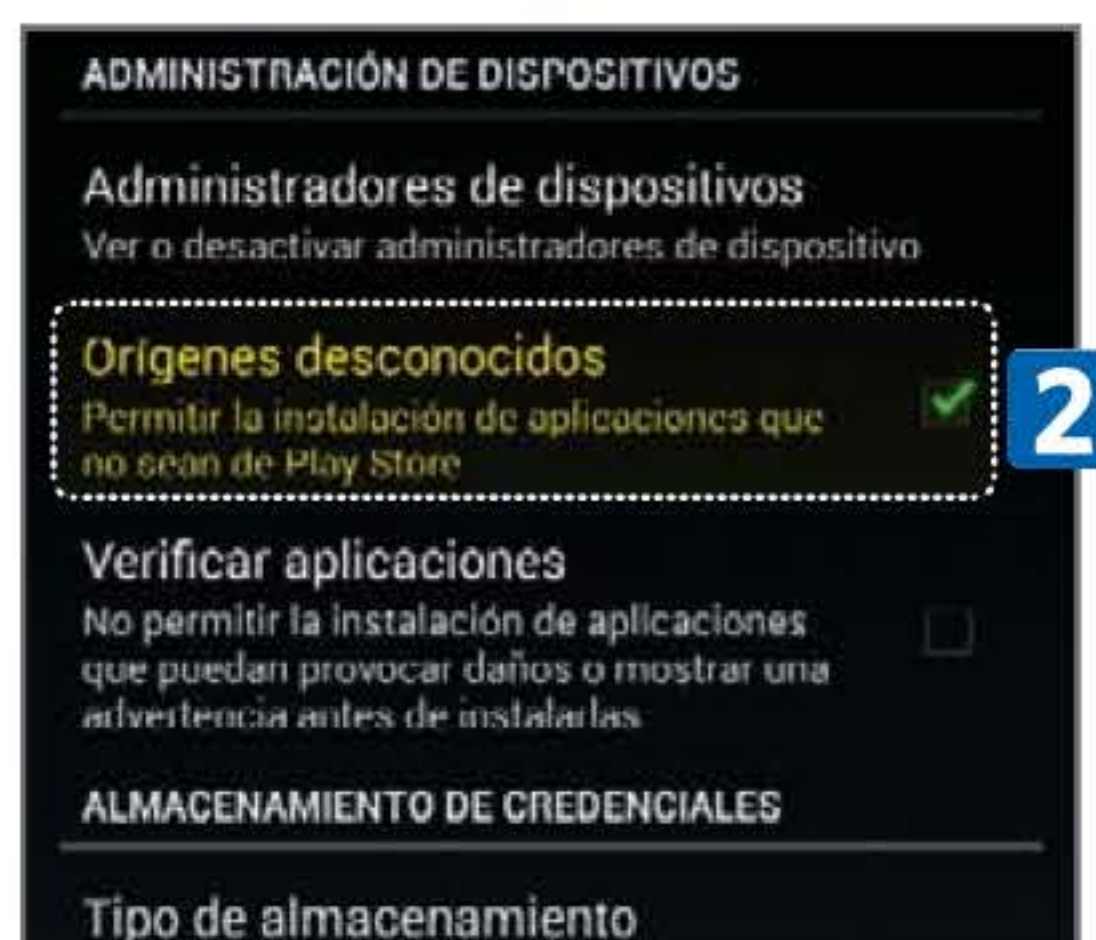 ADMINISTRACIÓN DE DISPOSITIVOS
Administradores de dispositivos
Ver o desactivar administradores de dispositivo
Orígenes desconocidos
Permitir la instalación de aplicaciones que
no sean de Play Store
2
Verificar aplicaciones
No permitir la instalación de aplicaciones
que puedan provocar daños o mostrar una
advertencia antes de instalarlas
ALMACENAMIENTO DE CREDENCIALES
Tipo de almacenamiento